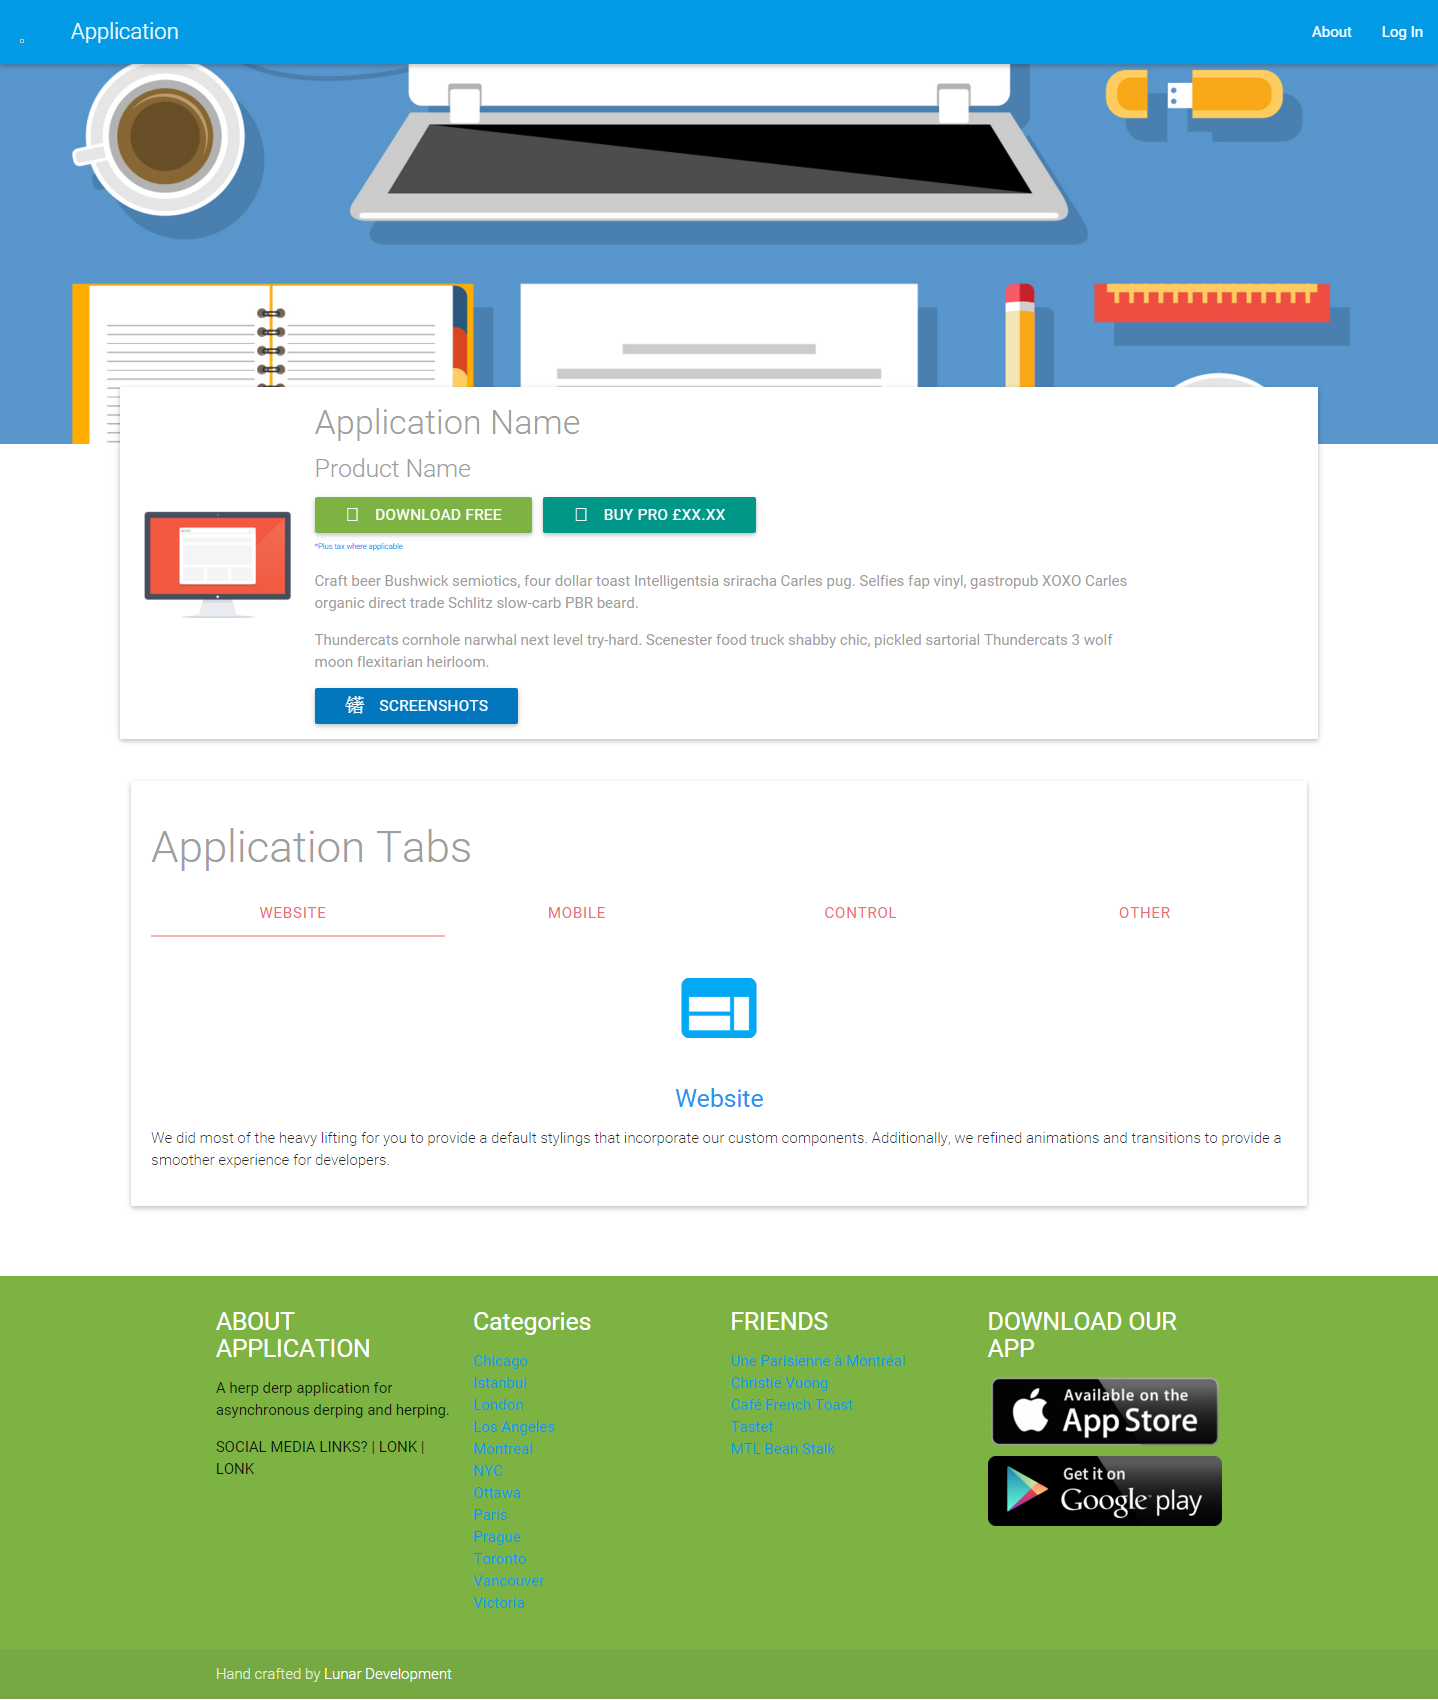 Application
About
Log In
Application Name
Product Name
DOWNLOAD FREE
BUY PRO £XX.XX
*Plus tax where applicable
Craft beer Bushwick semiotics, four dollar toast Intelligentsia sriracha Carles pug. Selfies fap vinyl, gastropub XOXO Carles
organic direct trade Schlitz slow-carb PBR beard.
Thundercats cornhole narwhal next level try-hard. Scenester food truck shabby chic, pickled sartorial Thundercats 3 wolf
moon flexitarian heirloom.
SCREENSHOTS
Application Tabs
WEBSITE
MOBILE
CONTROL
OTHER
Website
We did most of the heavy lifting for you to provide a default stylings that incorporate our custom components. Additionally, we refined animations and transitions to provide a
smoother experience for developers.
ABOUT
APPLICATION
A herp derp application for
asynchronous derping and herping.
SOCIAL MEDIA LINKS? | LONK |
LONK
Categories
Chicago
Istanbul
London
Los Angeles
Montreal
NYC
Ottawa
Paris
Prague
Toronto
Vancouver
Victoria
FRIENDS
Une Parisienne à Montréal
Christie Vuong
Café French Toast
Tastet
MTL Bean Stalk
DOWNLOAD OUR
APP
Available on the
App Store
Get it on
Google play
Hand crafted by Lunar Development